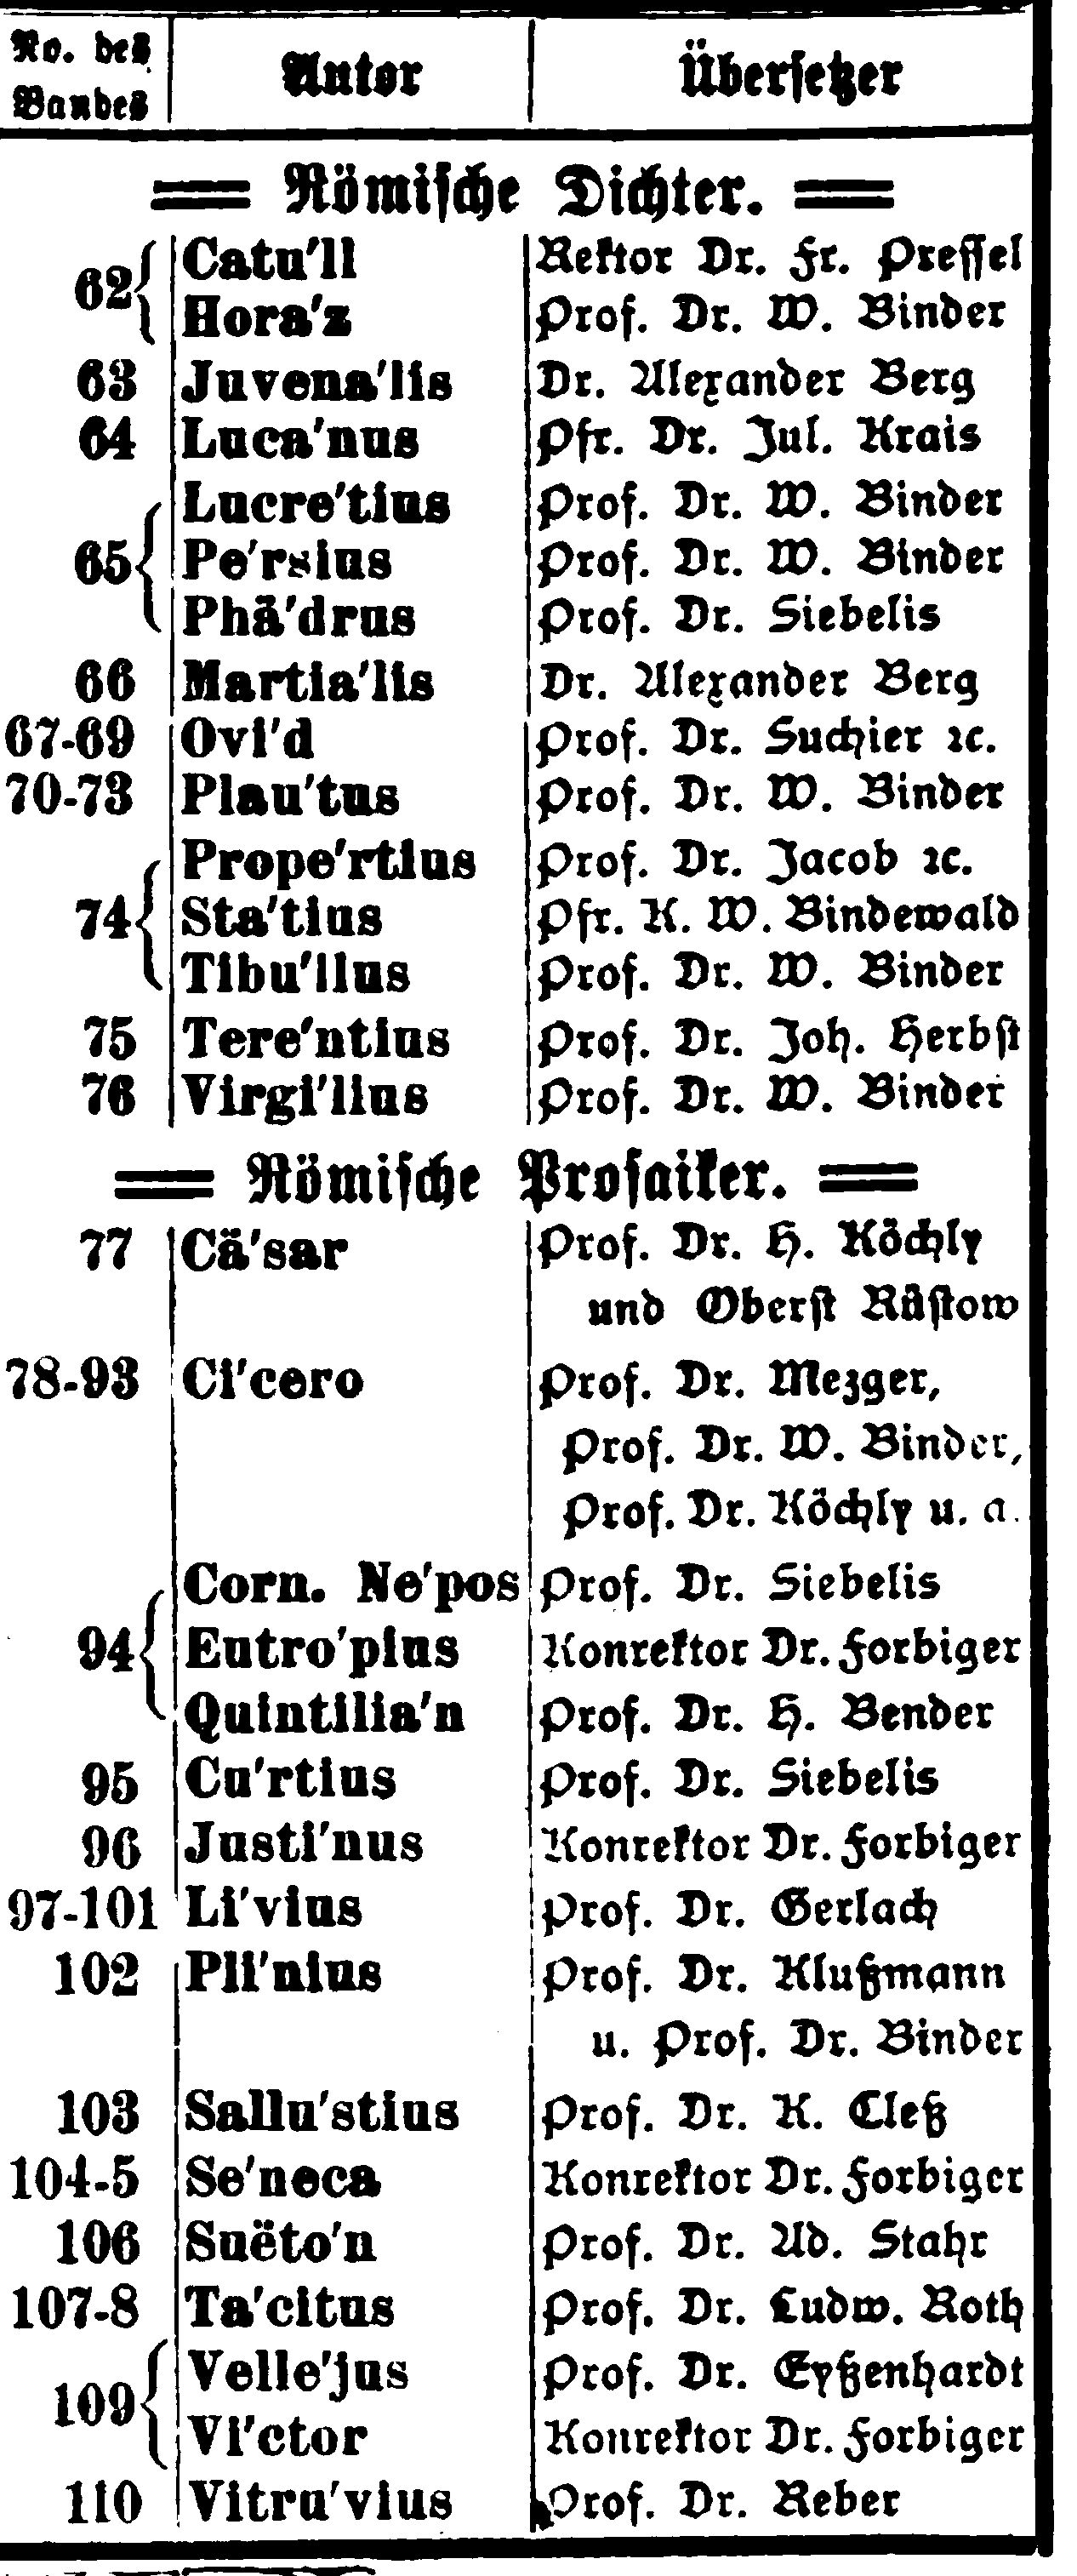 No. des Bandes | Autor | Übersetzer
Römische Dichter.
62 Catu'll Rektor Dr. Fr. Pressel
Hora'z Prof. Dr. W. Binder
63 Juvena'lis Dr. Alexander Berg
64 Luca'nus Pfr. Dr. Jul. Krais
Lucre'tius Prof. Dr. W. Binder
65 Pe'rsius Prof. Dr. W. Binder
Phä'drus Prof. Dr. Siebelis
66 Martia'lis Dr. Alexander Berg
67-69 Ovi'd Prof. Dr. Suchier ꝛc.
70-73 Plau'tus Prof. Dr. W. Binder
Prope'rtius Prof. Dr. Jacob ꝛc.
74 Sta'tius Pfr. K. W. Bindewald
Tibu'llus Prof. Dr. W. Binder
75 Tere'ntius Prof. Dr. Joh. Herbst
76 Virgi'lius Prof. Dr. W. Binder
Römische Prosaiker.
77 Cä'sar Prof. Dr. H. Köchly
und Oberst Rüstow
78-93 Ci'cero Prof. Dr. Mezger,
Prof. Dr. W. Binder,
Prof. Dr. Köchly u. a.
Corn. Ne'pos Prof. Dr. Siebelis
94 Eutro'pius Konrektor Dr. Forbiger
Quintilia'n Prof. Dr. H. Bender
95 Cu'rtius Prof. Dr. Siebelis
96 Justi'nus Konrektor Dr. Forbiger
97-101 Li'vius Prof. Dr. Gerlach
102 Pli'nius Prof. Dr. Klußmann
u. Prof. Dr. Binder
103 Sallu'stius Prof. Dr. K. Cleß
104-5 Se'neca Konrektor Dr. Forbiger
106 Suëto'n Prof. Dr. Ad. Stahr
107-8 Ta'citus Prof. Dr. Ludw. Roth
109 Velle'jus Prof. Dr. Eyßenhardt
Vi'ctor Konrektor Dr. Forbiger
110 Vitru'vius Prof. Dr. Reber